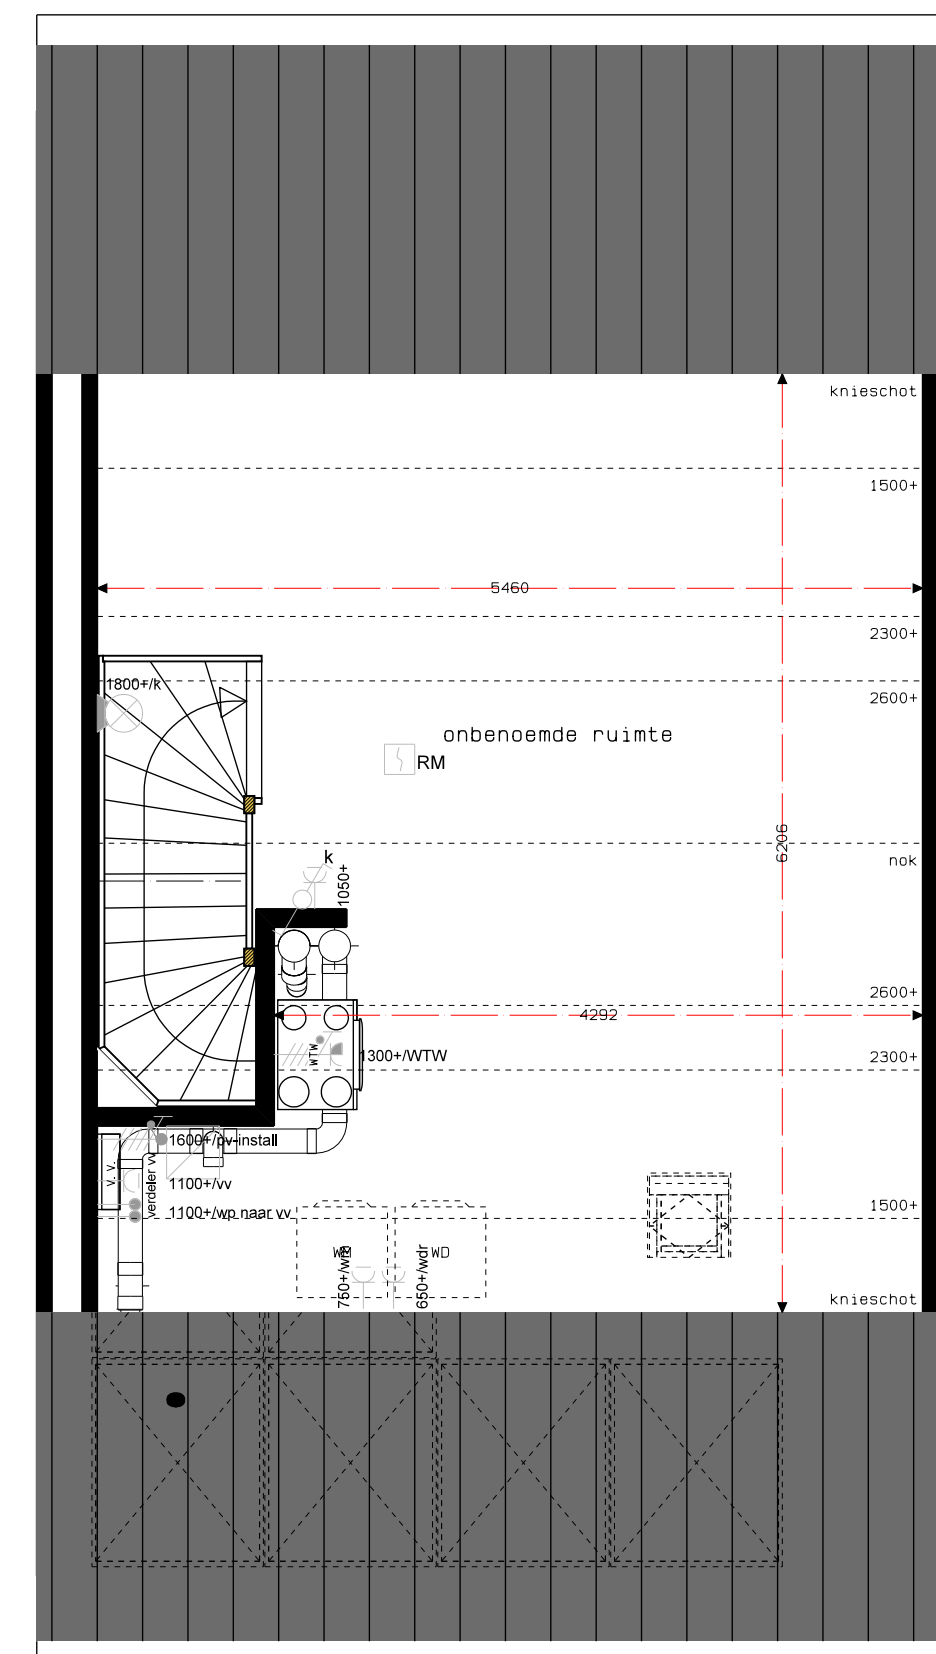 knieschot
1500+
5460
2300+
1800+/k
2600+
onbenoemde ruimte
RM
6206
k
nok
1050+
2600+
4292
WTW
1300+/WTW
2300+
1600+/pv-install
v. v.
verdeler vv
1100+/vv
1100+/wp naar vv
1500+
WM
750+/wm
650+/wdr
WD
knieschot